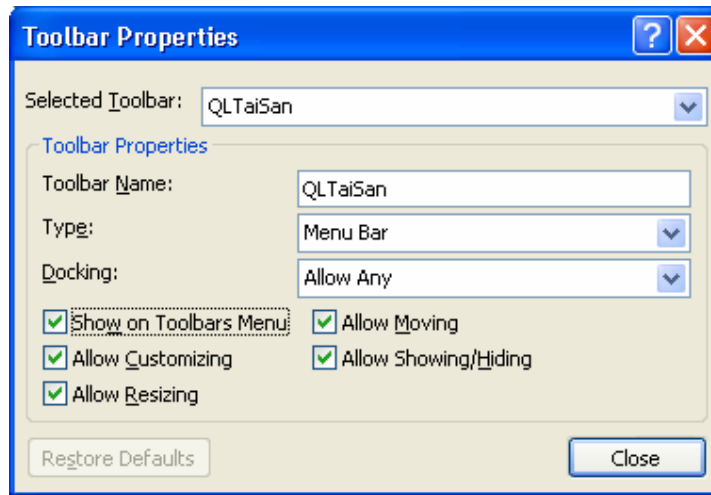 Toolbar Properties
Selected Toolbar: QLTaiSan
Toolbar Properties
Toolbar Name: QLTaiSan
Type: Menu Bar
Docking: Allow Any
Show on Toolbars Menu Allow Moving
Allow Customizing Allow Showing/Hiding
Allow Resizing
Restore Defaults Close